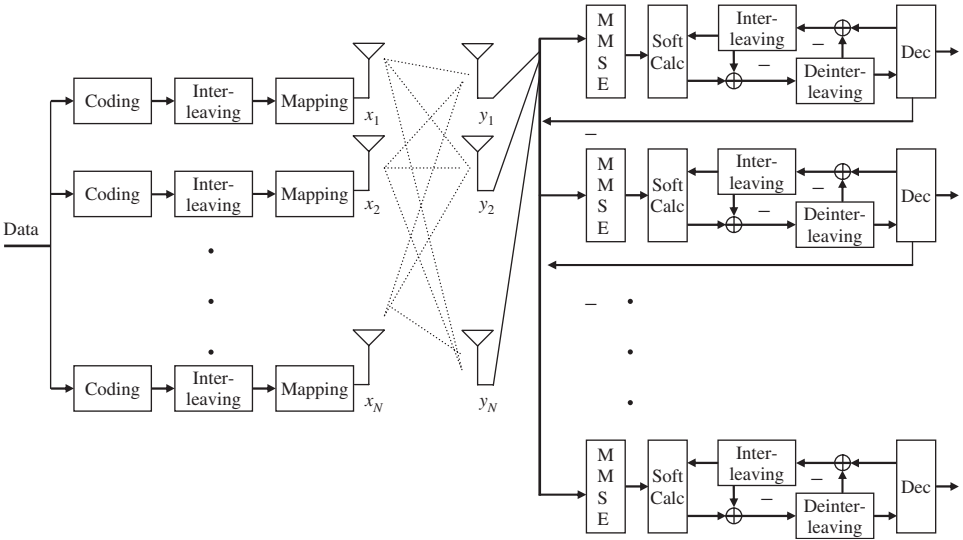 Data
Coding
Inter-
leaving
Mapping
x1
Coding
Inter-
leaving
Mapping
x2
Coding
Inter-
leaving
Mapping
xN
y1
y2
yN
M
M
S
E
Soft
Calc
Inter-
leaving
–
–
Deinter-
leaving
Dec
–
M
M
S
E
Soft
Calc
Inter-
leaving
–
–
Deinter-
leaving
Dec
–
M
M
S
E
Soft
Calc
Inter-
leaving
–
–
Deinter-
leaving
Dec